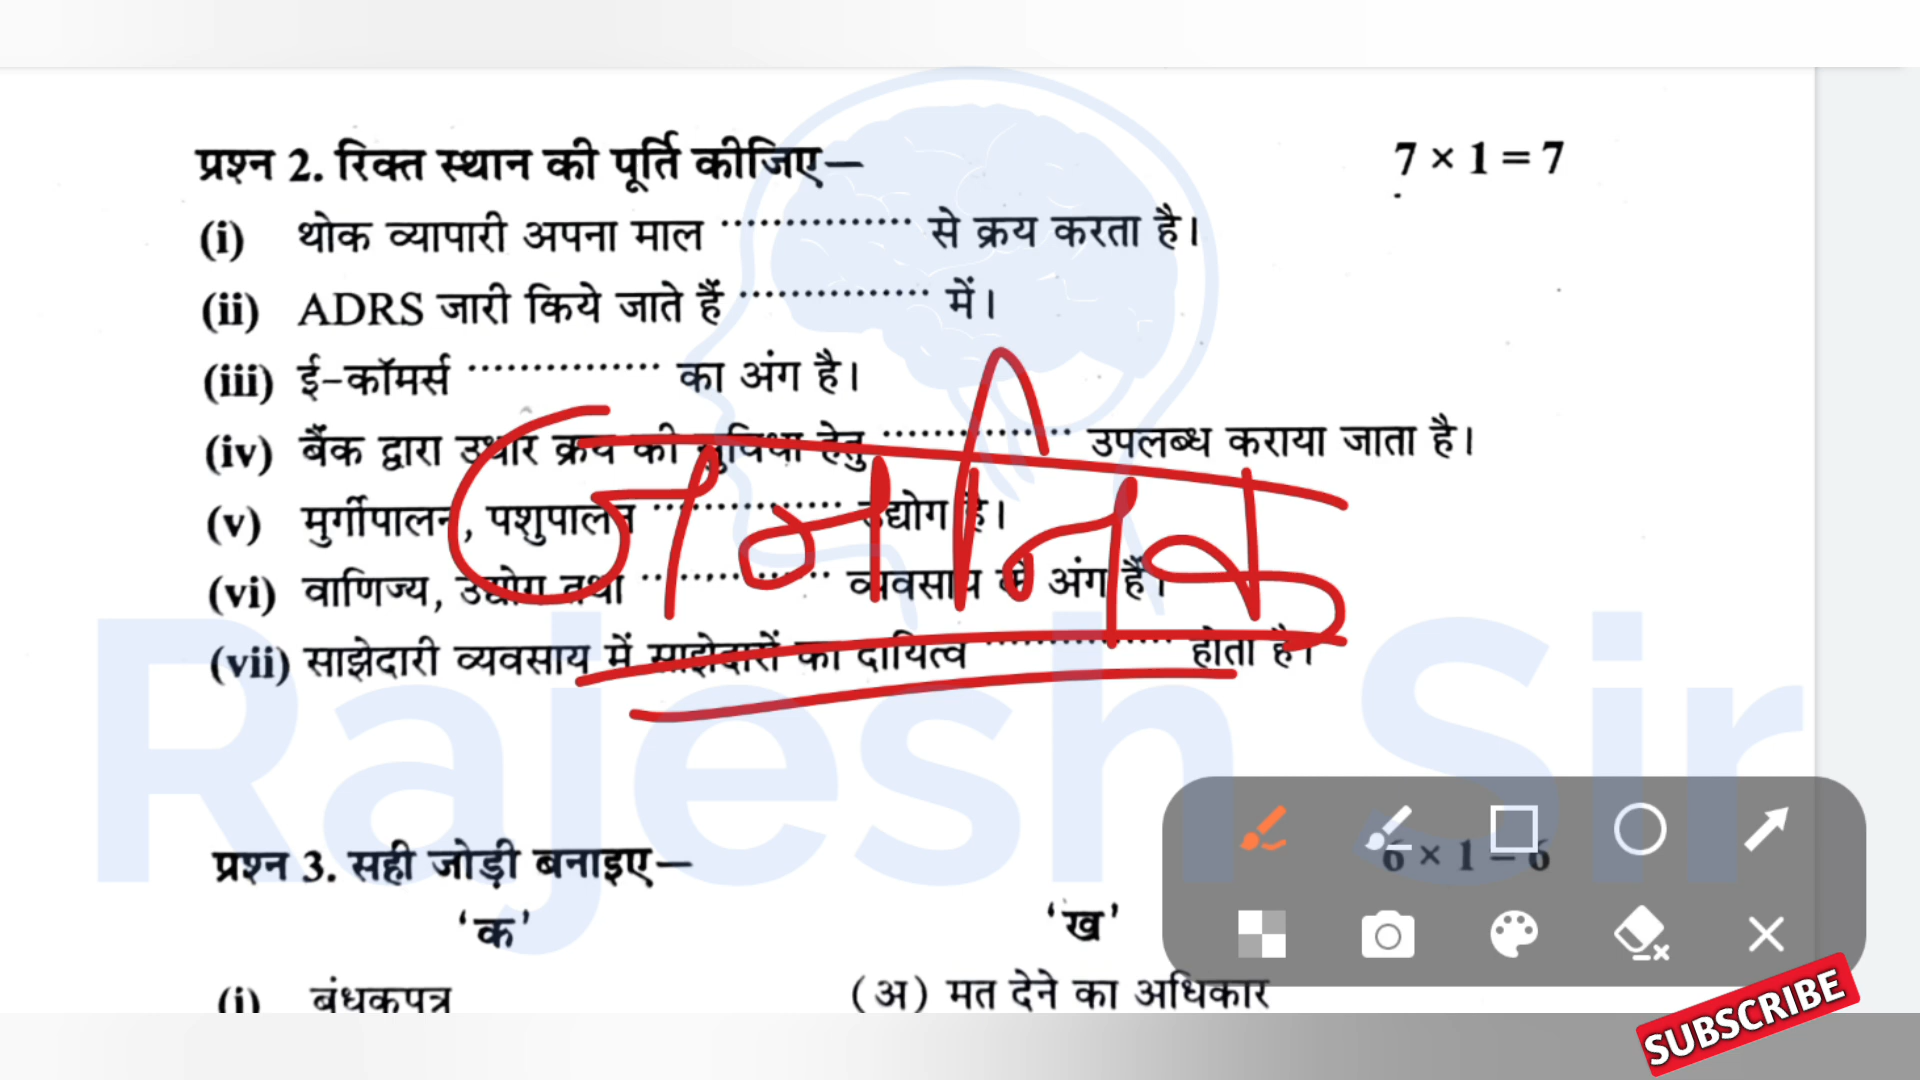 प्रश्न 2. रिक्त स्थान की पूर्ति कीजिए— 7 × 1 = 7
(i) थोक व्यापारी अपना माल ............... से क्रय करता है।
(ii) ADRS जारी किये जाते हैं ............... में।
(iii) ई-कॉमर्स ............... का अंग है।
(iv) बैंक द्वारा उधार क्रय की सुविधा हेतु ............... उपलब्ध कराया जाता है।
(v) मुर्गीपालन, पशुपालन ............... उद्योग है।
(vi) वाणिज्य, उद्योग तथा ............... व्यवसाय के अंग हैं।
(vii) साझेदारी व्यवसाय में साझेदारों का दायित्व ............... होता है।
प्रश्न 3. सही जोड़ी बनाइए— 6 × 1 = 6
‘क’ ‘ख’
(i) बंधकपत्र (अ) मत देने का अधिकार
Rajesh Sir
SUBSCRIBE